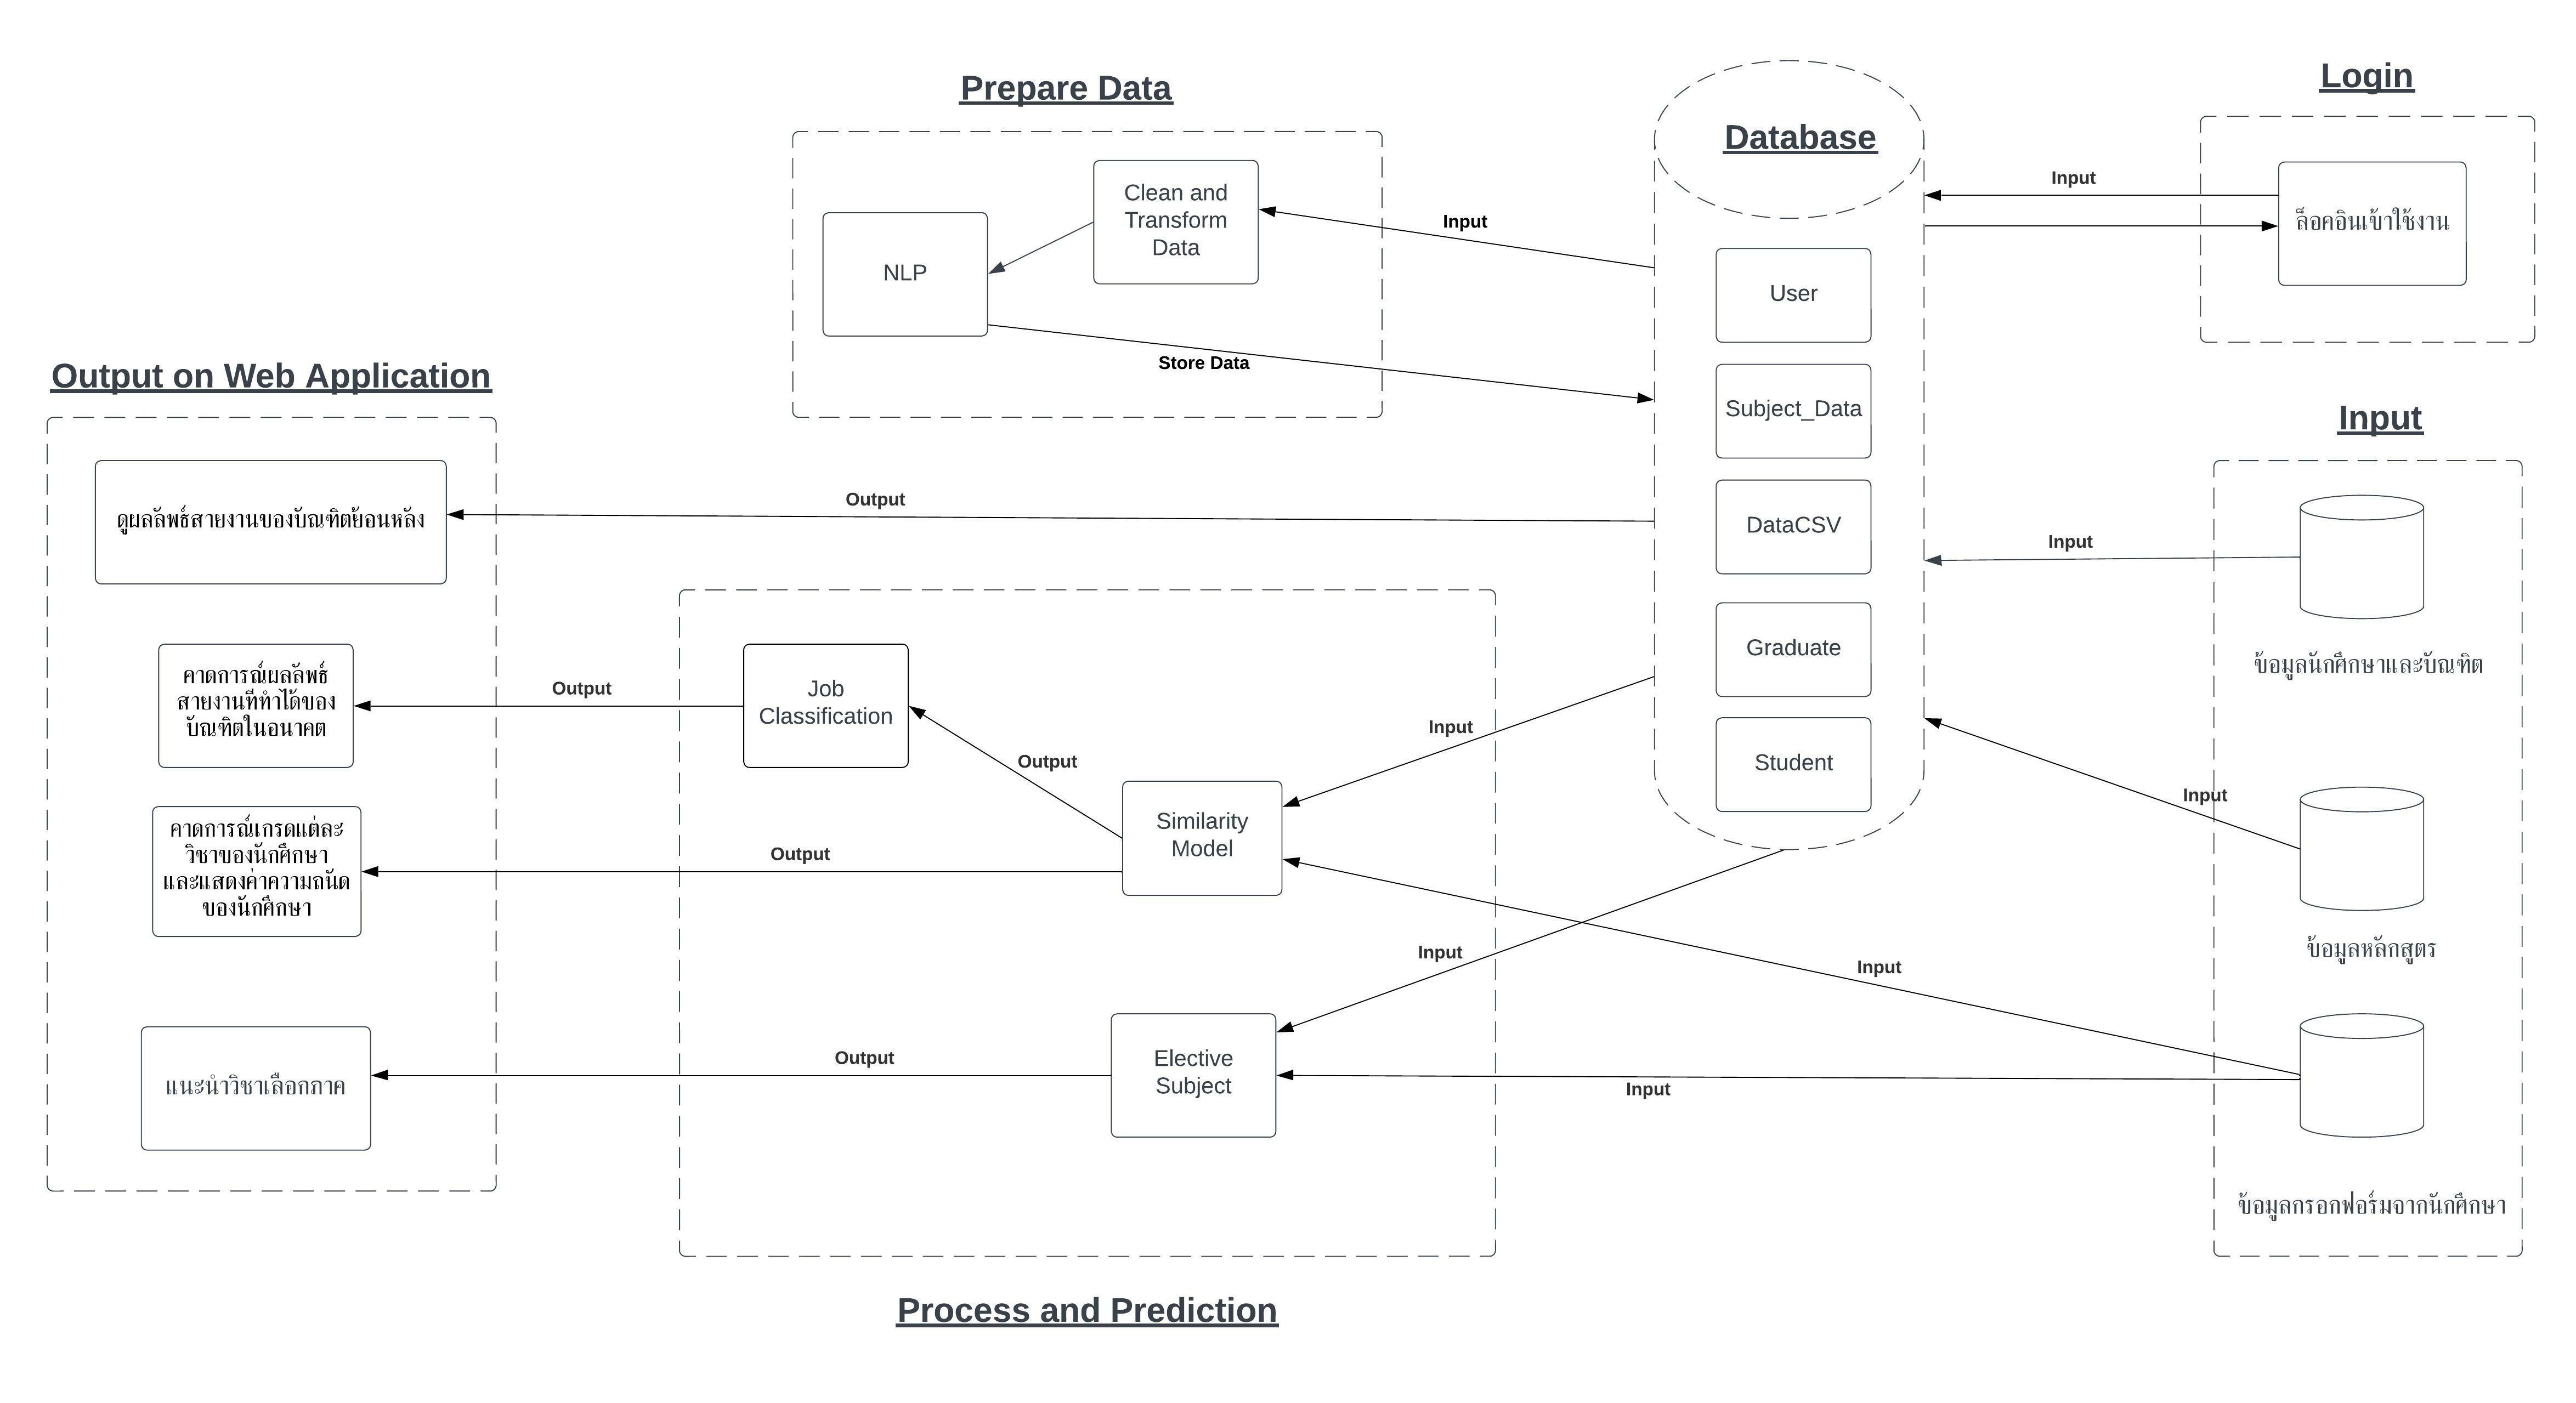 Prepare Data
Clean and
Transform
Data
NLP
Input
Store Data
Database
User
Subject_Data
DataCSV
Graduate
Student
Login
ล็อคอินเข้าใช้งาน
Input
Input
ข้อมูลนักศึกษาและบัณฑิต
ข้อมูลหลักสูตร
ข้อมูลกรอกฟอร์มจากนักศึกษา
Input
Input
Input
Input
Input
Input
Output on Web Application
ดูผลลัพธ์สายงานของบัณฑิตย้อนหลัง
คาดการณ์ผลลัพธ์
สายงานที่ทำได้ของ
บัณฑิตในอนาคต
คาดการณ์เกรดแต่ละ
วิชาของนักศึกษา
และแสดงค่าความถนัด
ของนักศึกษา
แนะนำวิชาเลือกภาค
Output
Output
Output
Output
Output
Job
Classification
Similarity
Model
Elective
Subject
Process and Prediction